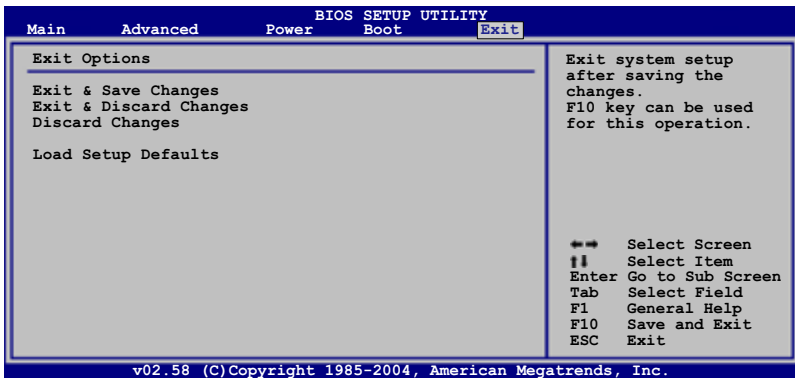 BIOS SETUP UTILITY
Main Advanced Power Boot Exit
Exit Options
Exit & Save Changes
Exit & Discard Changes
Discard Changes
Load Setup Defaults
Exit system setup
after saving the
changes.
F10 key can be used
for this operation.
←→ Select Screen
↑↓ Select Item
Enter Go to Sub Screen
Tab Select Field
F1 General Help
F10 Save and Exit
ESC Exit
v02.58 (C)Copyright 1985-2004, American Megatrends, Inc.